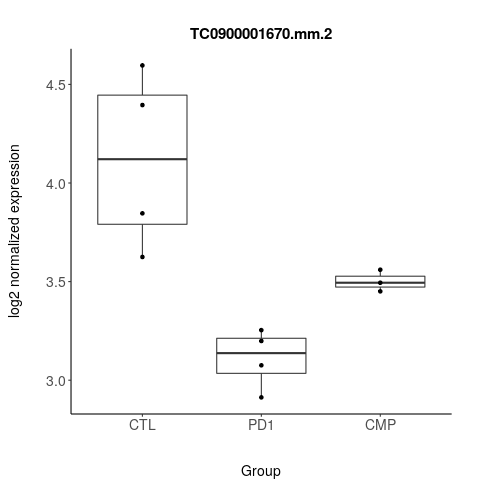 TC0900001670.mm.2
log2 normalized expression
4.5
4.0
3.5
3.0
CTL
PD1
CMP
Group